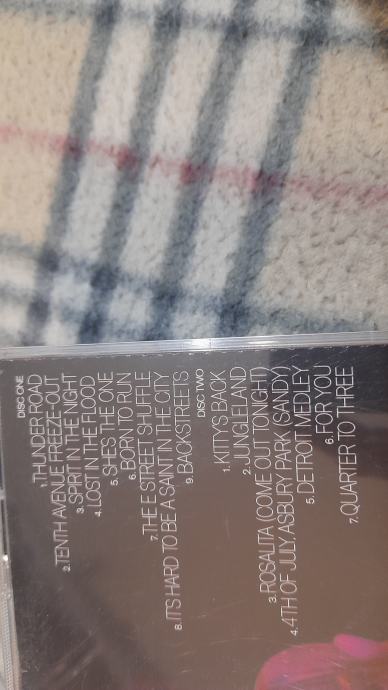 DISC ONE
1. THUNDER ROAD
2. TENTH AVENUE FREEZE-OUT
3. SPIRIT IN THE NIGHT
4. LOST IN THE FLOOD
5. SHE'S THE ONE
6. BORN TO RUN
7. THE E STREET SHUFFLE
8. IT'S HARD TO BE A SAINT IN THE CITY
9. BACKSTREETS
DISC TWO
1. KITTY'S BACK
2. JUNGLELAND
3. ROSALITA (COME OUT TONIGHT)
4. 4TH OF JULY, ASBURY PARK (SANDY)
5. DETROIT MEDLEY
6. FOR YOU
7. QUARTER TO THREE